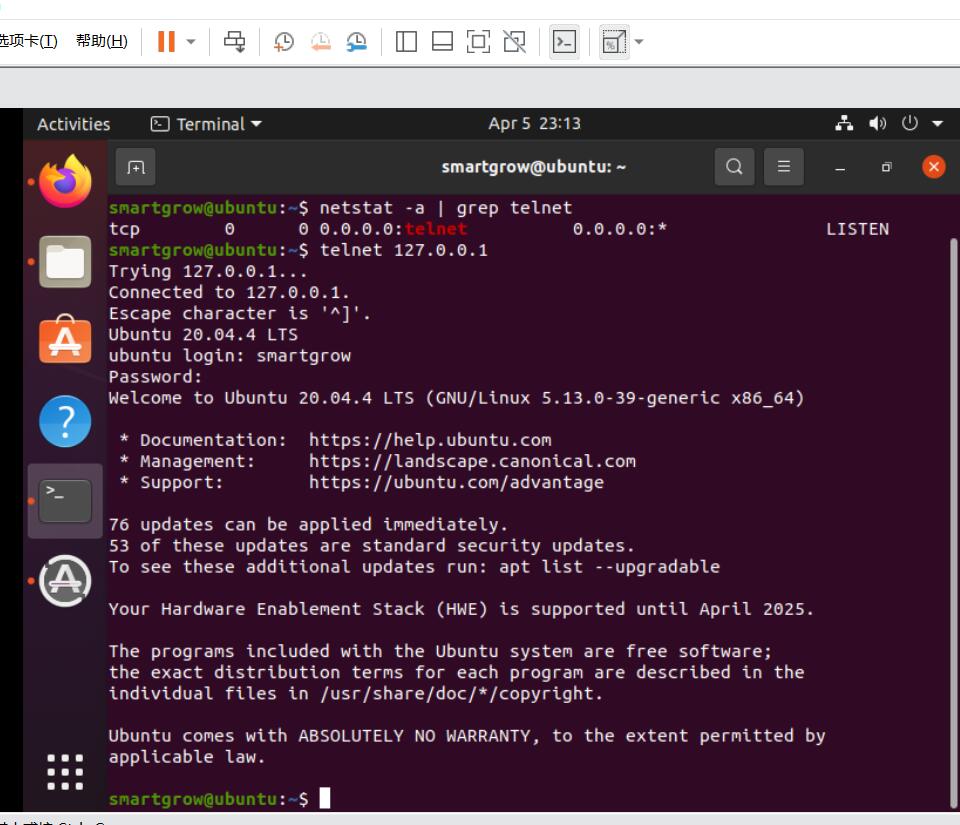 选项卡(T) 帮助(H)
Activities Terminal Apr 5 23:13
smartgrow@ubuntu: ~
smartgrow@ubuntu:~$ netstat -a | grep telnet
tcp 0 0 0.0.0.0:telnet 0.0.0.0:* LISTEN
smartgrow@ubuntu:~$ telnet 127.0.0.1
Trying 127.0.0.1...
Connected to 127.0.0.1.
Escape character is '^]'.
Ubuntu 20.04.4 LTS
ubuntu login: smartgrow
Password:
Welcome to Ubuntu 20.04.4 LTS (GNU/Linux 5.13.0-39-generic x86_64)
* Documentation: https://help.ubuntu.com
* Management: https://landscape.canonical.com
* Support: https://ubuntu.com/advantage
76 updates can be applied immediately.
53 of these updates are standard security updates.
To see these additional updates run: apt list --upgradable
Your Hardware Enablement Stack (HWE) is supported until April 2025.
The programs included with the Ubuntu system are free software;
the exact distribution terms for each program are described in the
individual files in /usr/share/doc/*/copyright.
Ubuntu comes with ABSOLUTELY NO WARRANTY, to the extent permitted by
applicable law.
smartgrow@ubuntu:~$